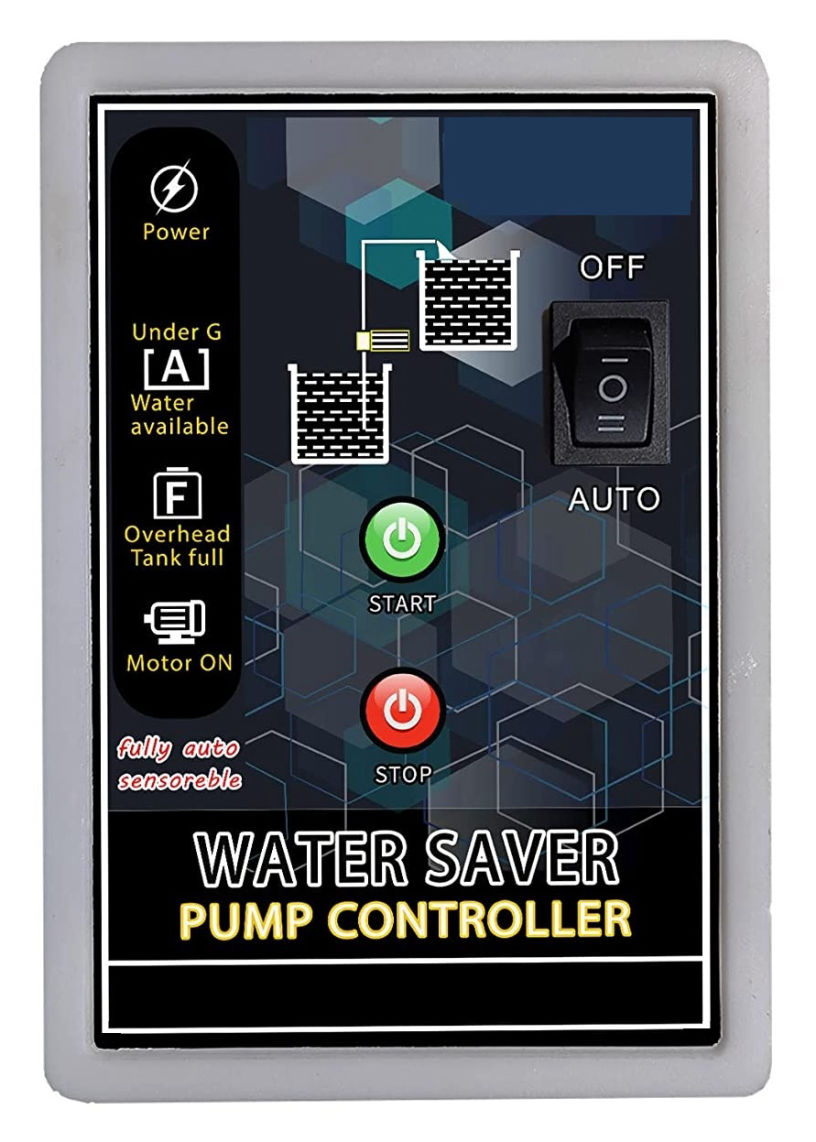 Power
Under G
[A]
Water
available
F
Overhead
Tank full
Motor ON
fully auto
sensoreble
OFF
AUTO
START
STOP
WATER SAVER
PUMP CONTROLLER